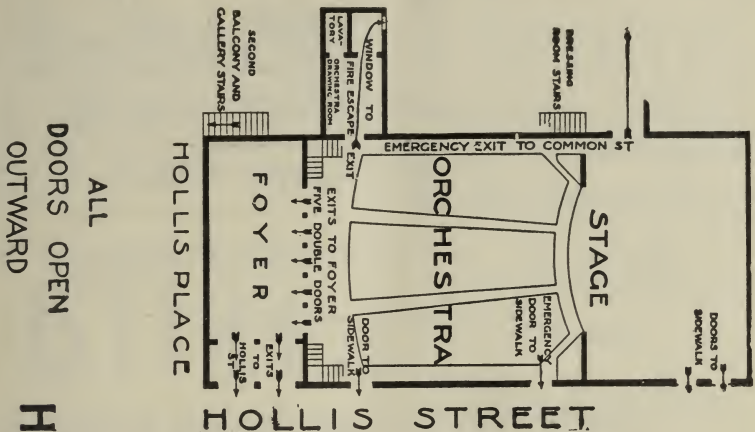 SECOND
BALCONY AND
GALLERY STAIRS
LAVA-
TORY
ORCHESTRA
DRAWING ROOM
WINDOW TO
FIRE ESCAPE
DRESSING
ROOM STAIRS
EMERGENCY EXIT TO COMMON ST
EXIT
STAGE
ORCHESTRA
EXITS TO FOYER
FIVE DOUBLE DOORS
FOYER
HOLLIS PLACE
ALL
DOORS OPEN
OUTWARD
EXITS
TO
HOLLIS
ST
DOOR TO
SIDEWALK
EMERGENCY
DOOR TO
SIDEWALK
DOORS TO
SIDEWALK
HOLLIS STREET
H